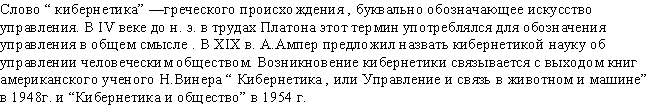 Слово “ кибернетика” —греческого происхождения , буквально обозначающее искусство
управления. В IV веке до н. э. в трудах Платона этот термин употреблялся для обозначения
управления в общем смысле . В XIX в. А.Ампер предложил назвать кибернетикой науку об
управлении человеческим обществом. Возникновение кибернетики связывается с выходом книг
американского ученого Н.Винера “ Кибернетика , или Управление и связь в животном и машине”
в 1948г. и “Кибернетика и общество” в 1954 г.